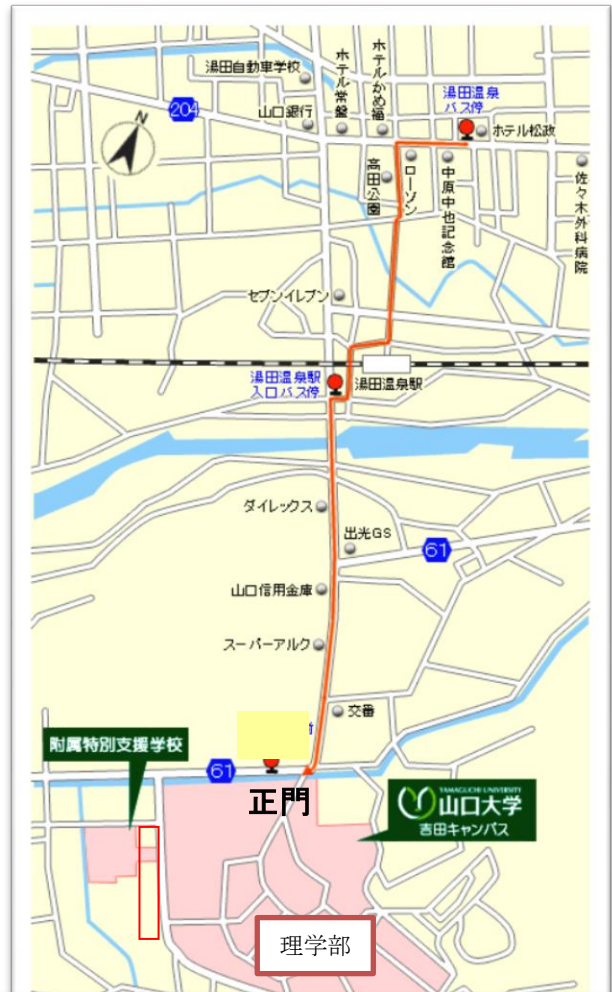 湯田自動車学校
ホテル常盤
ホテルかめ福
湯田温泉
バス停
204
山口銀行
ホテル松政
N
高田公園
ローソン
中原中也記念館
佐々木外科病院
セブンイレブン
湯田温泉駅
入口バス停
湯田温泉駅
ダイレックス
出光GS
61
山口信用金庫
スーパーアルク
交番
附属特別支援学校
61
正門
YAMAGUCHI UNIVERSITY
山口大学
吉田キャンパス
理学部